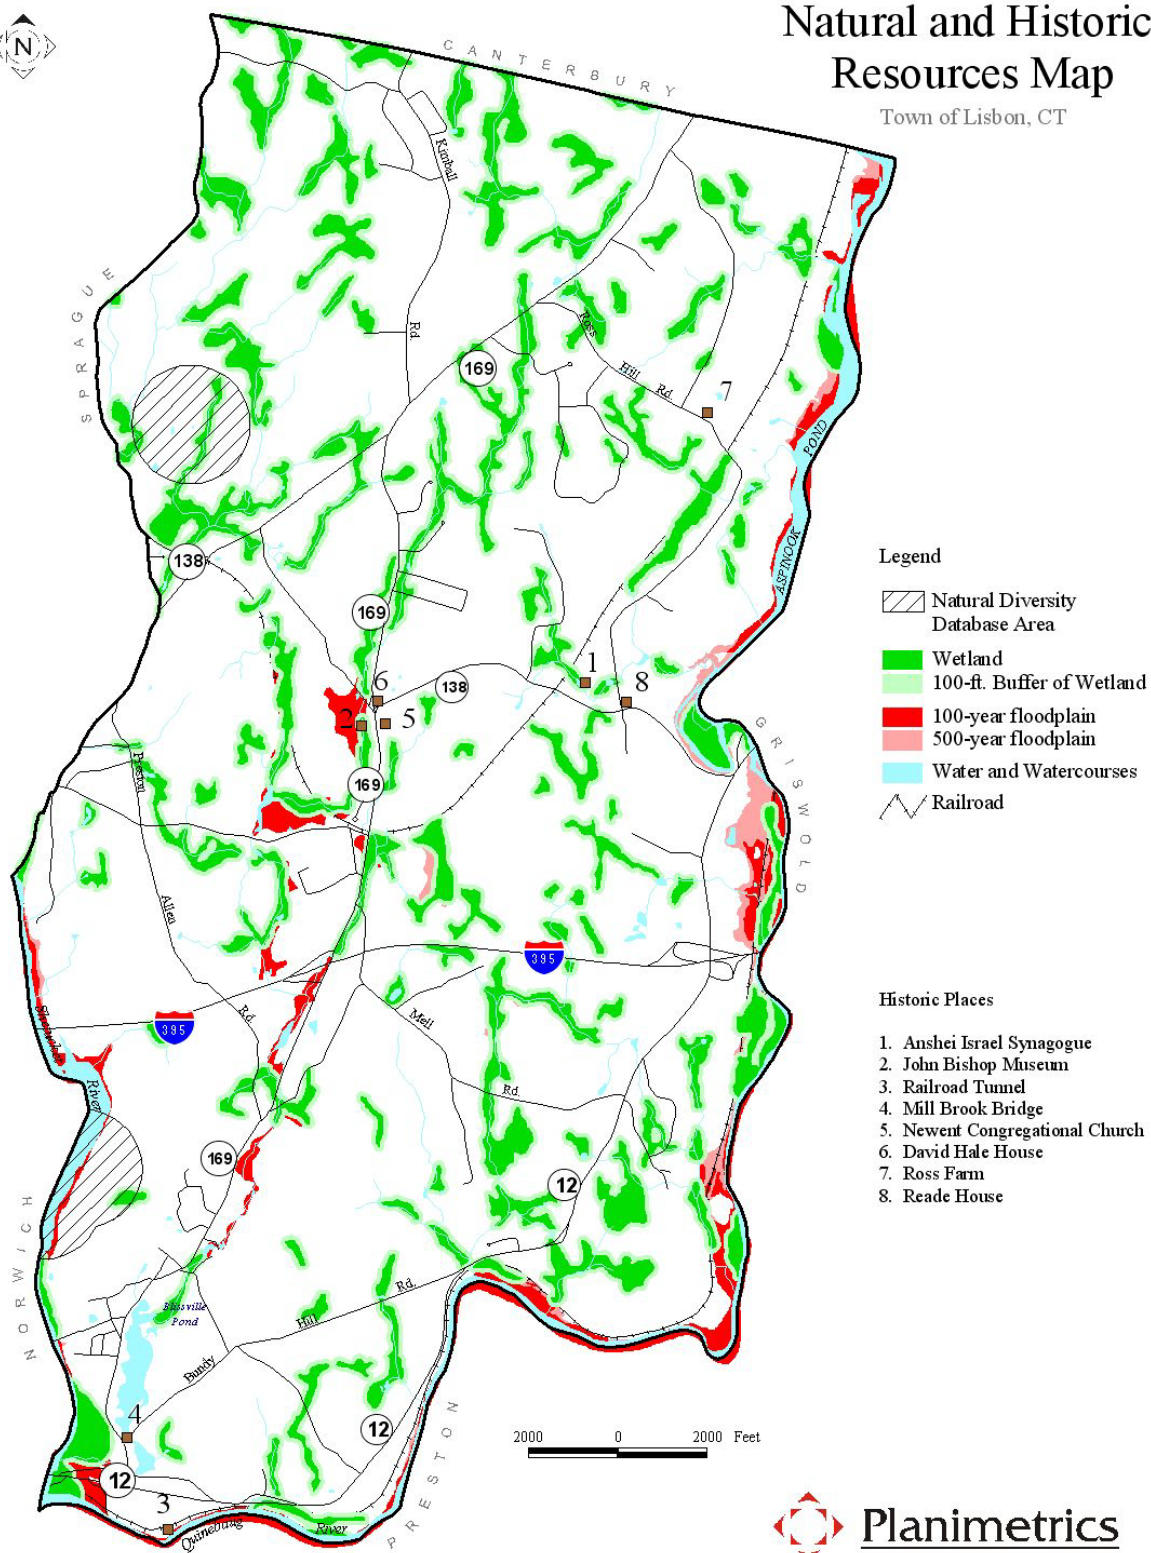 Natural and Historic
Resources Map
Town of Lisbon, CT
N
CANTERBURY
Kimball
Rd.
SPRAGUE
169
Ross
Hill
Rd.
7
POND
ASPINOOK
138
169
1
6
138
8
2
5
169
GRISWOLD
Preston
Allen
Rd
395
395
Mell
Rd.
Shetucket
River
169
12
NORWICH
Blissville
Pond
Bundy
Hill
Rd.
4
12
12
3
Quinebaug
River
PRESTON
Legend
Natural Diversity
Database Area
Wetland
100-ft. Buffer of Wetland
100-year floodplain
500-year floodplain
Water and Watercourses
Railroad
Historic Places
1. Anshei Israel Synagogue
2. John Bishop Museum
3. Railroad Tunnel
4. Mill Brook Bridge
5. Newent Congregational Church
6. David Hale House
7. Ross Farm
8. Reade House
2000 0 2000 Feet
Planimetrics